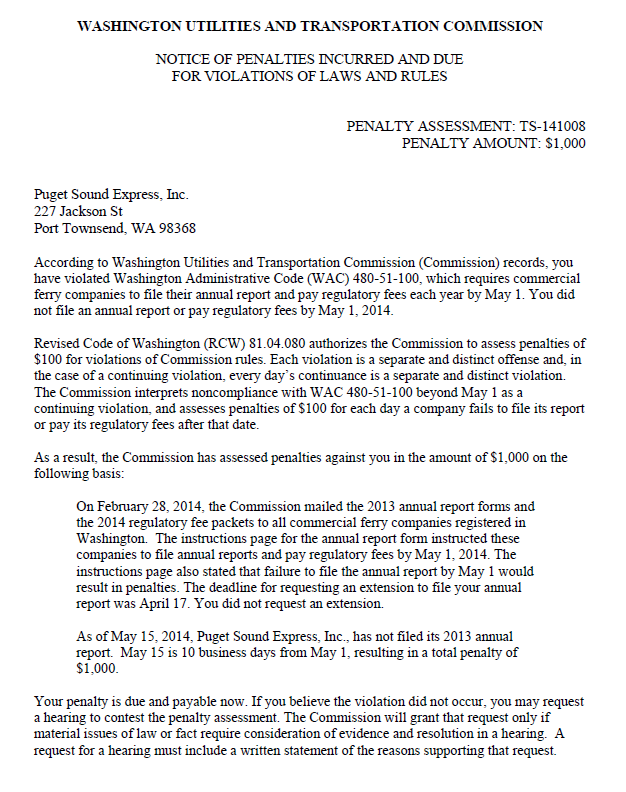 WASHINGTON UTILITIES AND TRANSPORTATION COMMISSION
NOTICE OF PENALTIES INCURRED AND DUE
FOR VIOLATIONS OF LAWS AND RULES
PENALTY ASSESSMENT: TS-141008
PENALTY AMOUNT: $1,000
Puget Sound Express, Inc.
227 Jackson St
Port Townsend, WA 98368
According to Washington Utilities and Transportation Commission (Commission) records, you
have violated Washington Administrative Code (WAC) 480-51-100, which requires commercial
ferry companies to file their annual report and pay regulatory fees each year by May 1. You did
not file an annual report or pay regulatory fees by May 1, 2014.
Revised Code of Washington (RCW) 81.04.080 authorizes the Commission to assess penalties of
$100 for violations of Commission rules. Each violation is a separate and distinct offense and, in
the case of a continuing violation, every day's continuance is a separate and distinct violation.
The Commission interprets noncompliance with WAC 480-51-100 beyond May 1 as a
continuing violation, and assesses penalties of $100 for each day a company fails to file its report
or pay its regulatory fees after that date.
As a result, the Commission has assessed penalties against you in the amount of $1,000 on the
following basis:
On February 28, 2014, the Commission mailed the 2013 annual report forms and
the 2014 regulatory fee packets to all commercial ferry companies registered in
Washington. The instructions page for the annual report form instructed these
companies to file annual reports and pay regulatory fees by May 1, 2014. The
instructions page also stated that failure to file the annual report by May 1 would
result in penalties. The deadline for requesting an extension to file your annual
report was April 17. You did not request an extension.
As of May 15, 2014, Puget Sound Express, Inc., has not filed its 2013 annual
report. May 15 is 10 business days from May 1, resulting in a total penalty of
$1,000.
Your penalty is due and payable now. If you believe the violation did not occur, you may request
a hearing to contest the penalty assessment. The Commission will grant that request only if
material issues of law or fact require consideration of evidence and resolution in a hearing. A
request for a hearing must include a written statement of the reasons supporting that request.